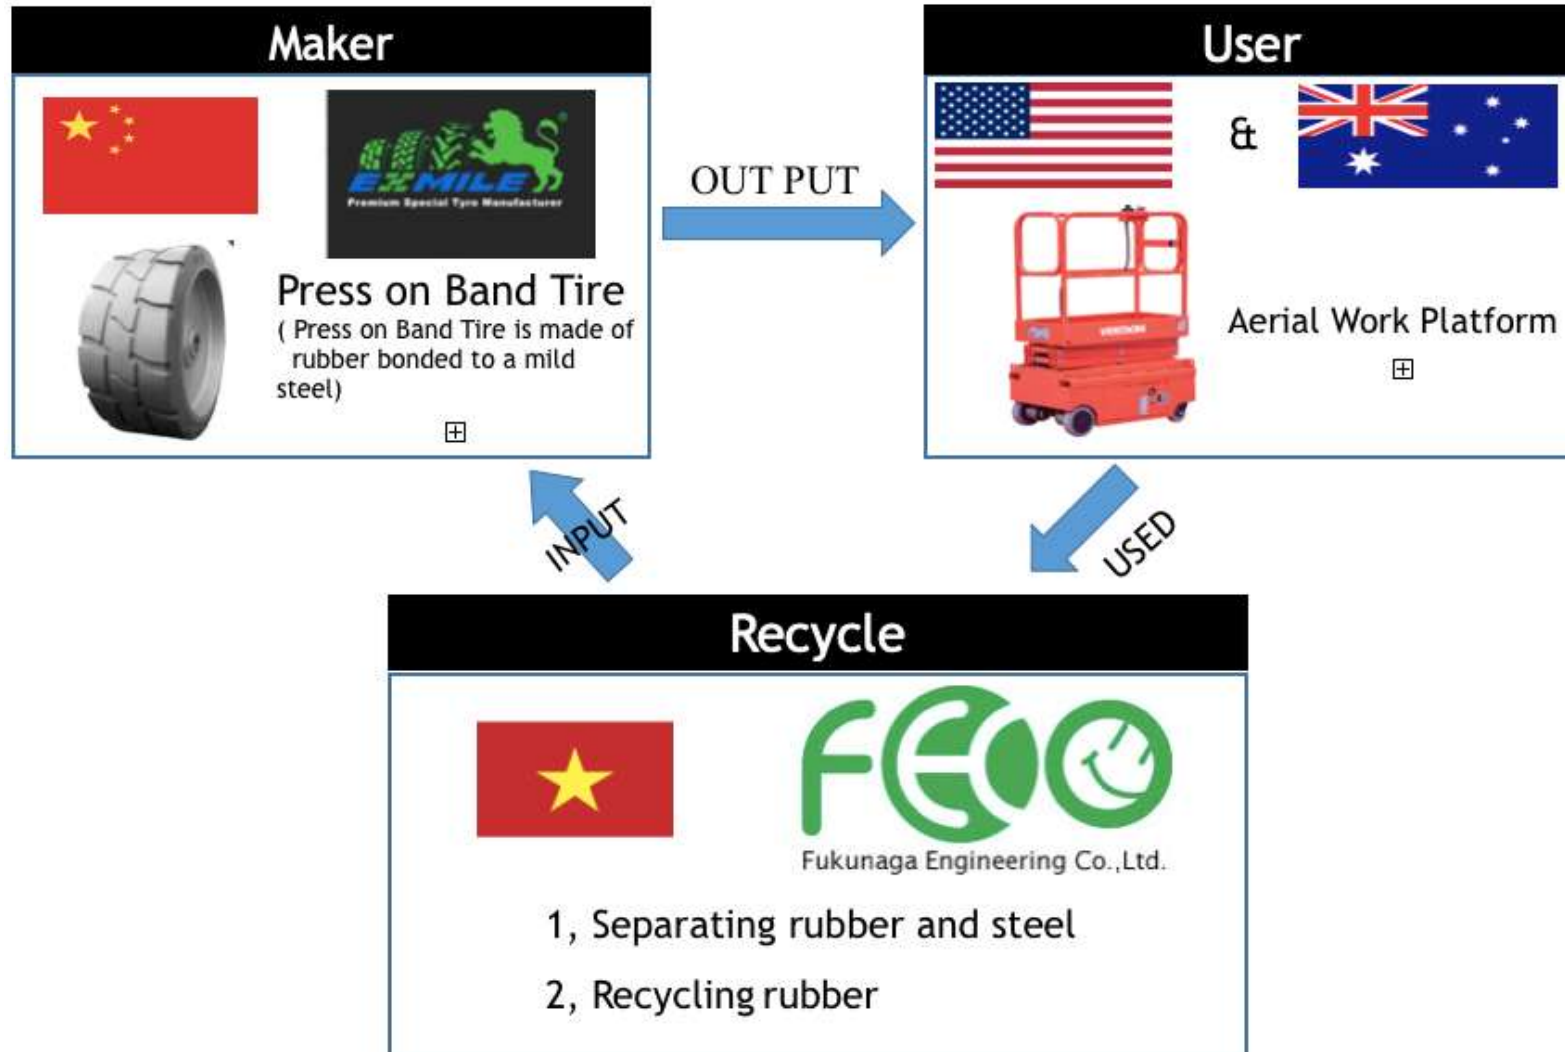 Maker
EXMILE
Premium Special Tyre Manufacturer
Press on Band Tire
( Press on Band Tire is made of
rubber bonded to a mild
steel)
OUT PUT
User
&
Aerial Work Platform
INPUT
USED
Recycle
FECO
Fukunaga Engineering Co.,Ltd.
1, Separating rubber and steel
2, Recycling rubber